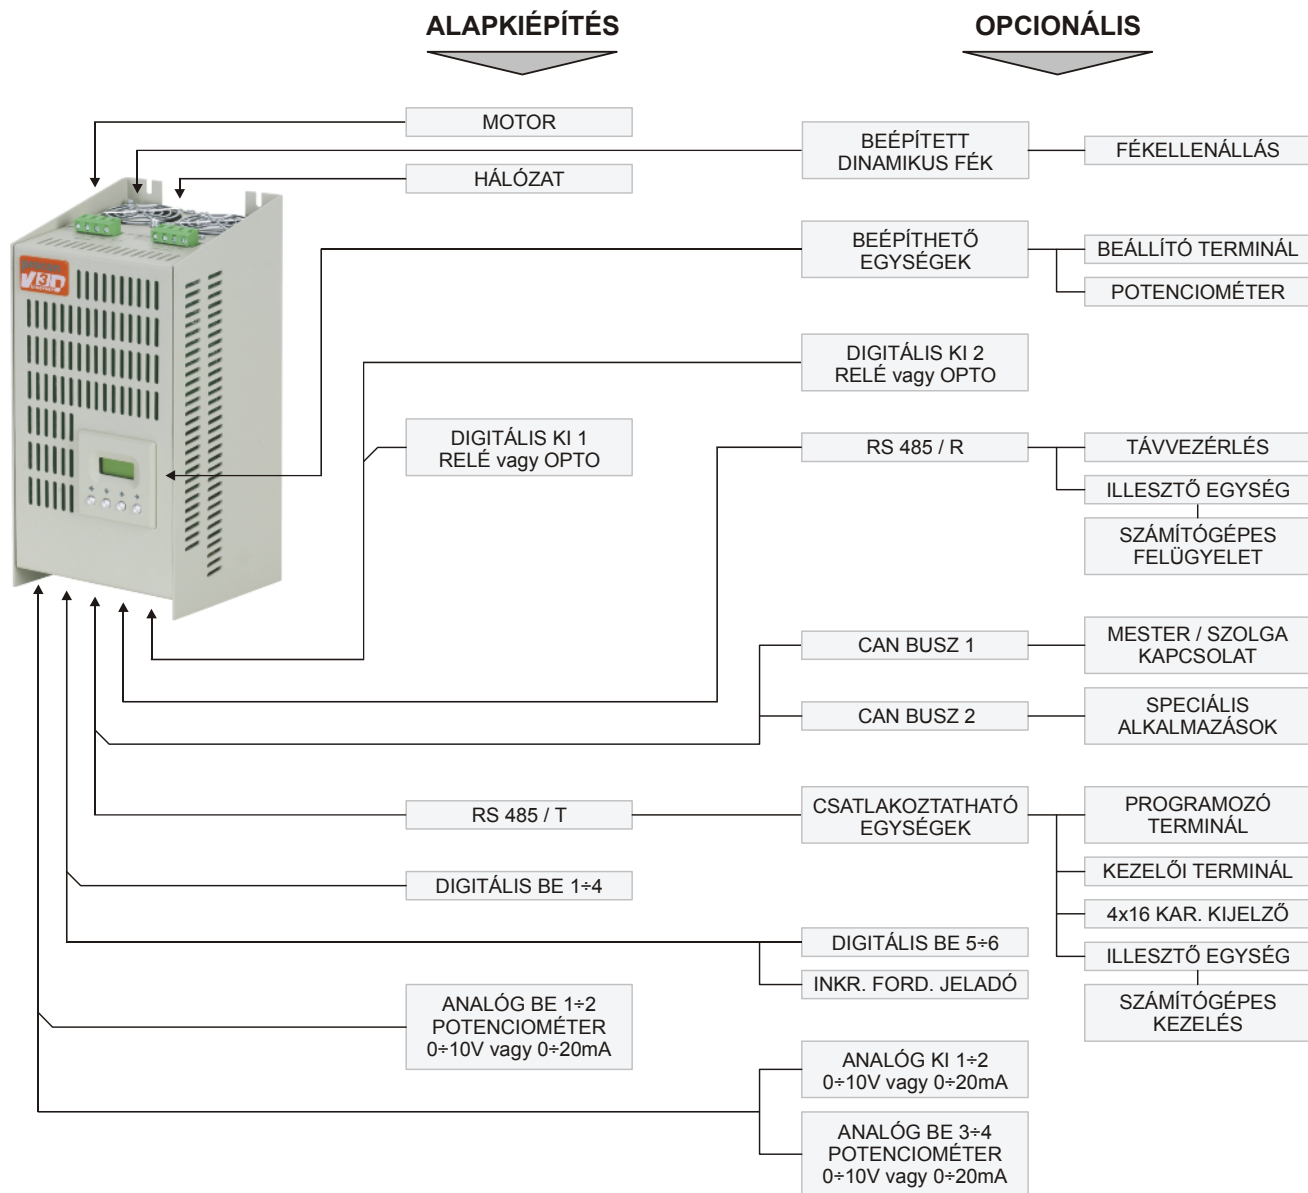 ALAPKIÉPÍTÉS
OPCIONÁLIS
MOTOR
BEÉPÍTETT
DINAMIKUS FÉK
FÉKELLENÁLLÁS
HÁLÓZAT
BEÉPÍTHETŐ
EGYSÉGEK
BEÁLLÍTÓ TERMINÁL
POTENCIOMÉTER
V3D
DIGITÁLIS KI 2
RELÉ vagy OPTO
DIGITÁLIS KI 1
RELÉ vagy OPTO
RS 485 / R
TÁVVEZÉRLÉS
ILLESZTŐ EGYSÉG
SZÁMÍTÓGÉPES
FELÜGYELET
CAN BUSZ 1
MESTER / SZOLGA
KAPCSOLAT
CAN BUSZ 2
SPECIÁLIS
ALKALMAZÁSOK
RS 485 / T
CSATLAKOZTATHATÓ
EGYSÉGEK
PROGRAMOZÓ
TERMINÁL
KEZELŐI TERMINÁL
4x16 KAR. KIJELZŐ
ILLESZTŐ EGYSÉG
SZÁMÍTÓGÉPES
KEZELÉS
DIGITÁLIS BE 1÷4
DIGITÁLIS BE 5÷6
INKR. FORD. JELADÓ
ANALÓG BE 1÷2
POTENCIOMÉTER
0÷10V vagy 0÷20mA
ANALÓG KI 1÷2
0÷10V vagy 0÷20mA
ANALÓG BE 3÷4
POTENCIOMÉTER
0÷10V vagy 0÷20mA